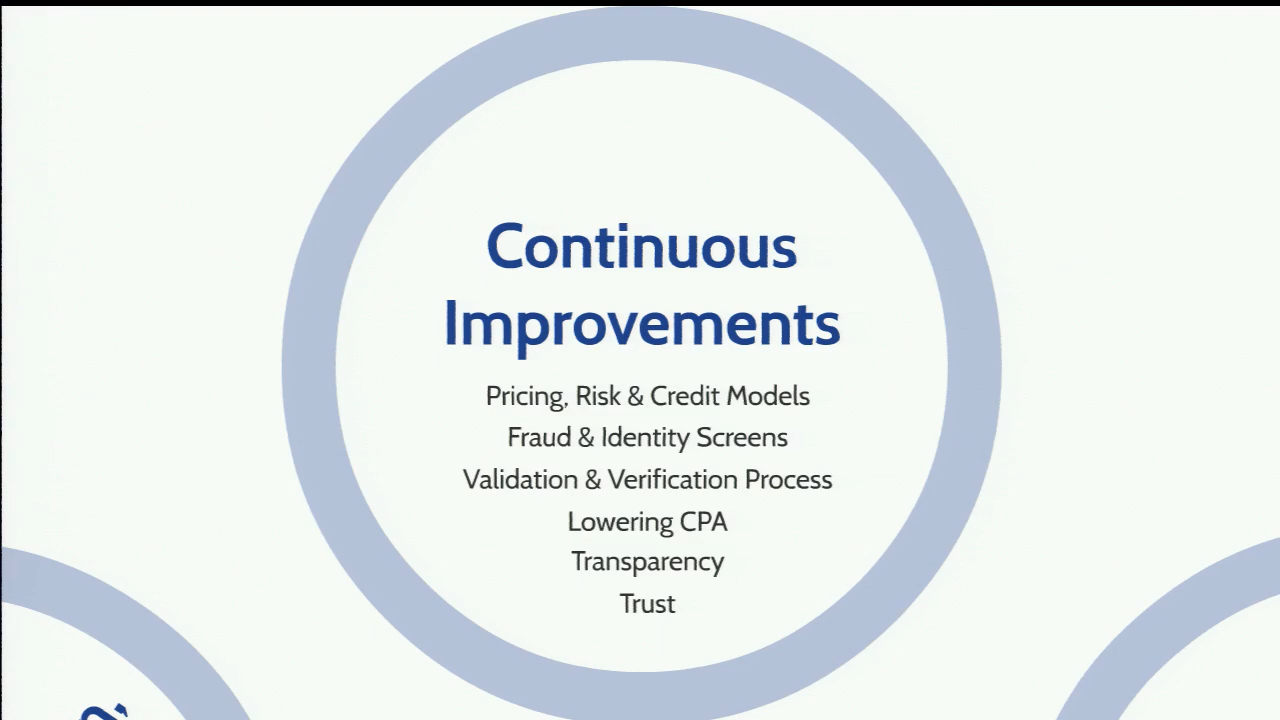 Continuous
Improvements
Pricing, Risk & Credit Models
Fraud & Identity Screens
Validation & Verification Process
Lowering CPA
Transparency
Trust